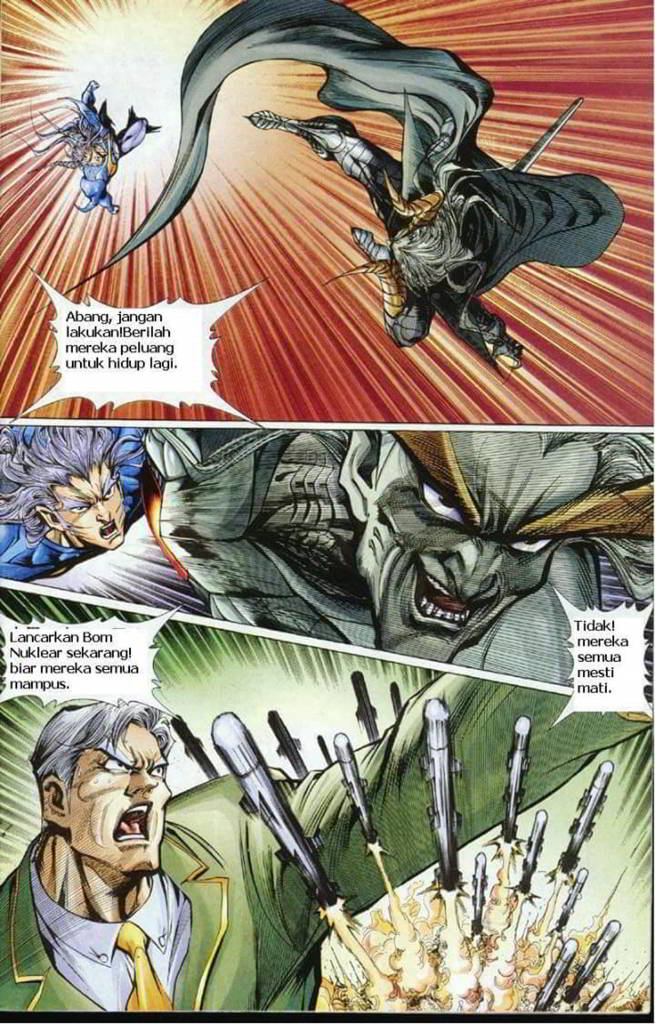 Abang, jangan
lakukan!Berilah
mereka peluang
untuk hidup lagi.
Tidak!
mereka
semua
mesti
mati.
Lancarkan Bom
Nuklear sekarang!
biar mereka semua
mampus.